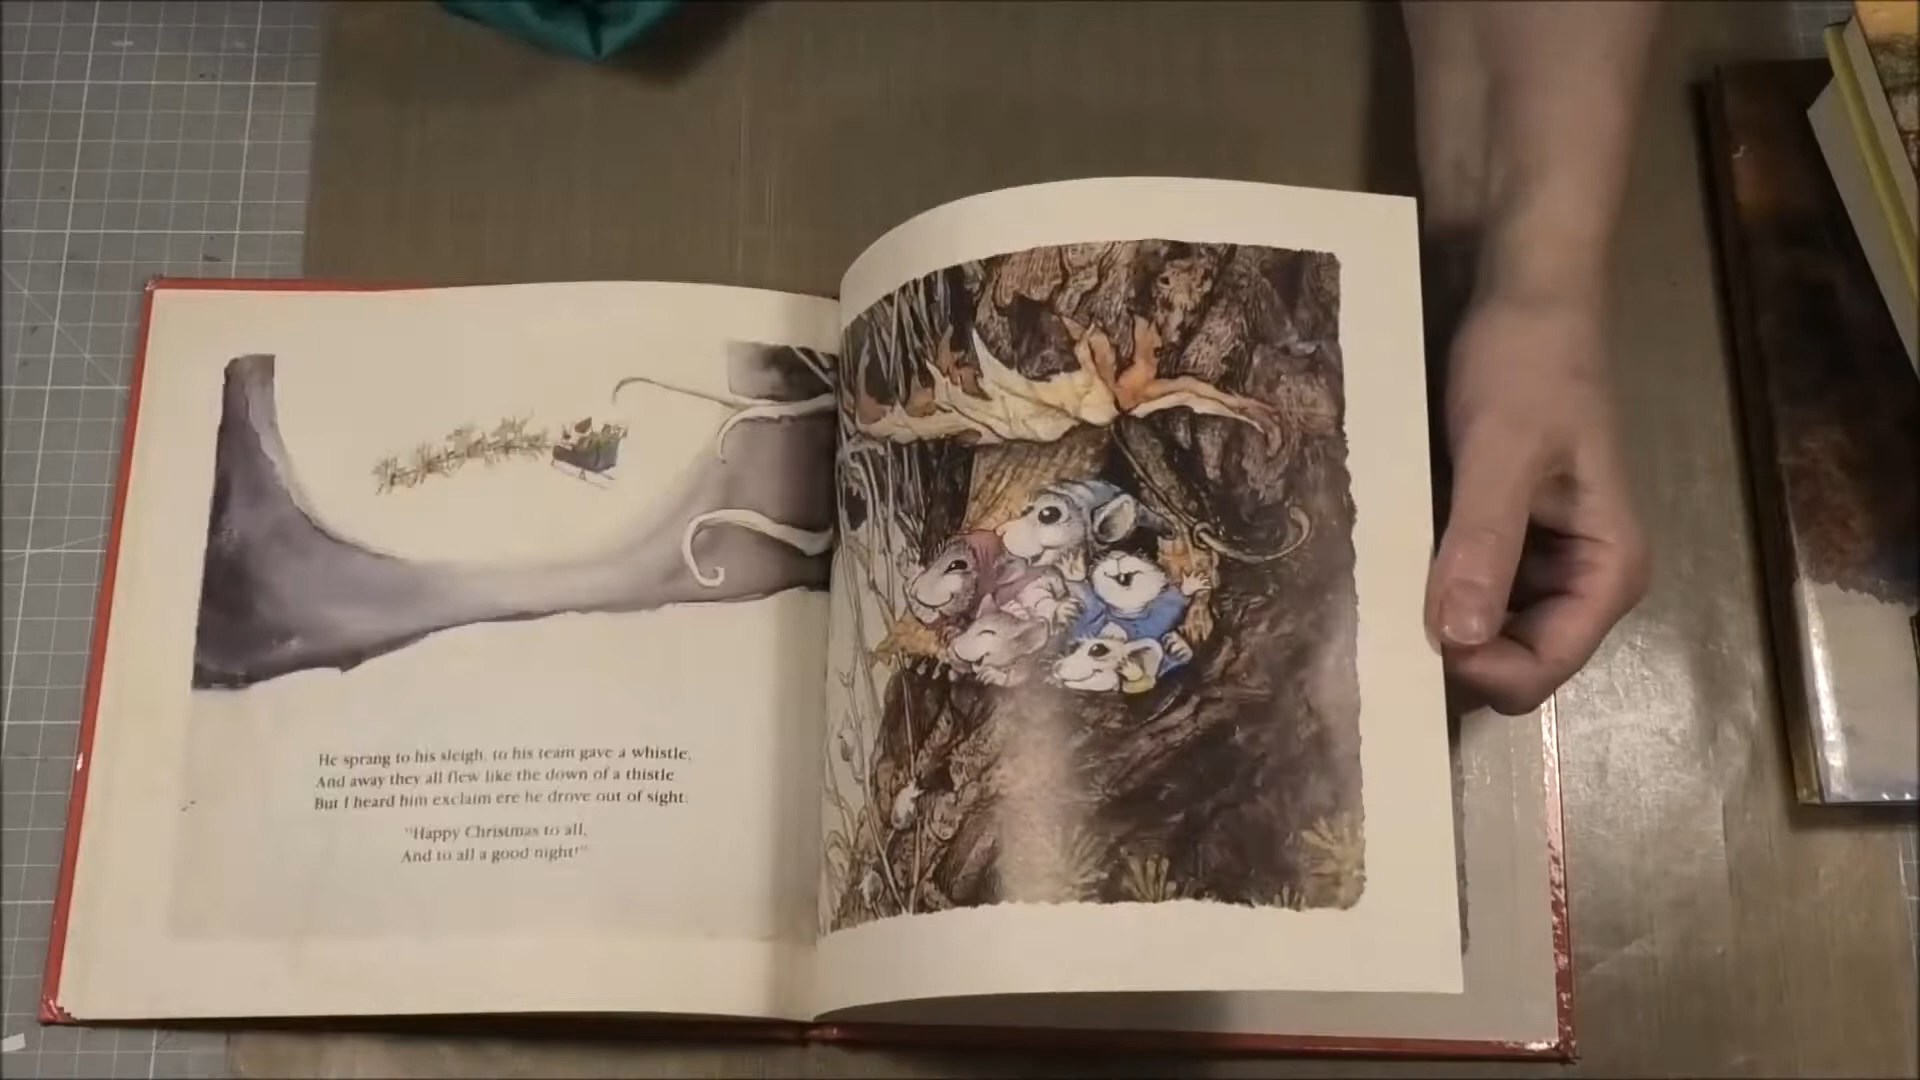 He sprang to his sleigh, to his team gave a whistle,
And away they all flew like the down of a thistle
But I heard him exclaim ere he drove out of sight,
"Happy Christmas to all,
And to all a good night!"